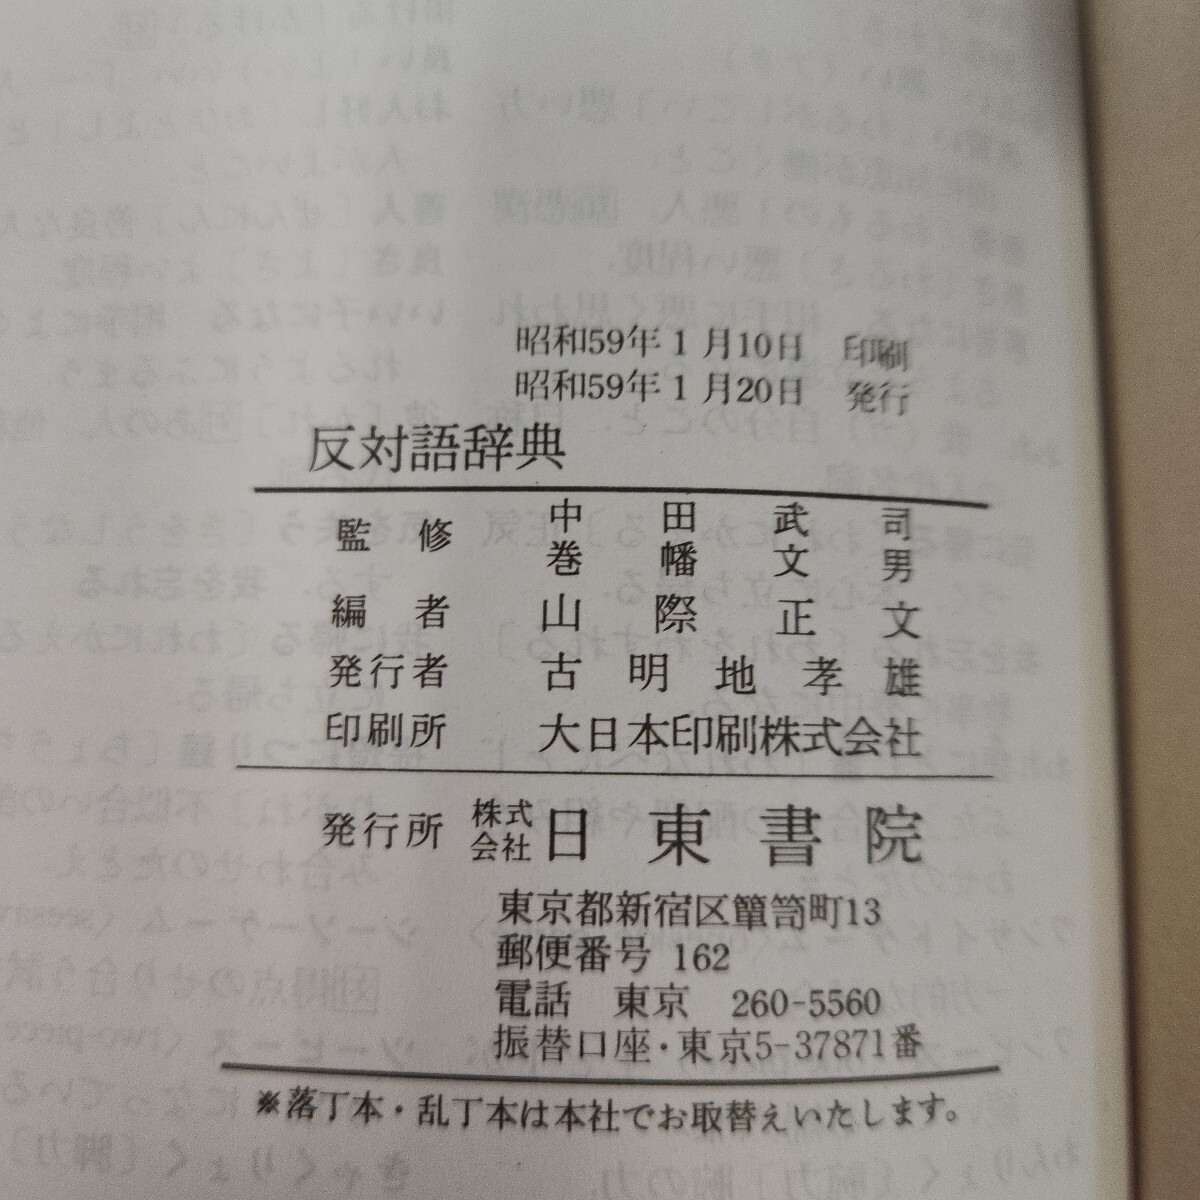 昭和59年1月10日 印刷
昭和59年1月20日 発行
反対語辞典
監修 中田武司
巻幡文男
編者 山際正文
発行者 古明地孝雄
印刷所 大日本印刷株式会社
発行所 株式会社 日東書院
東京都新宿区簞笥町13
郵便番号 162
電話 東京 260-5560
振替口座・東京5-37871番
※落丁本・乱丁本は本社でお取替えいたします。